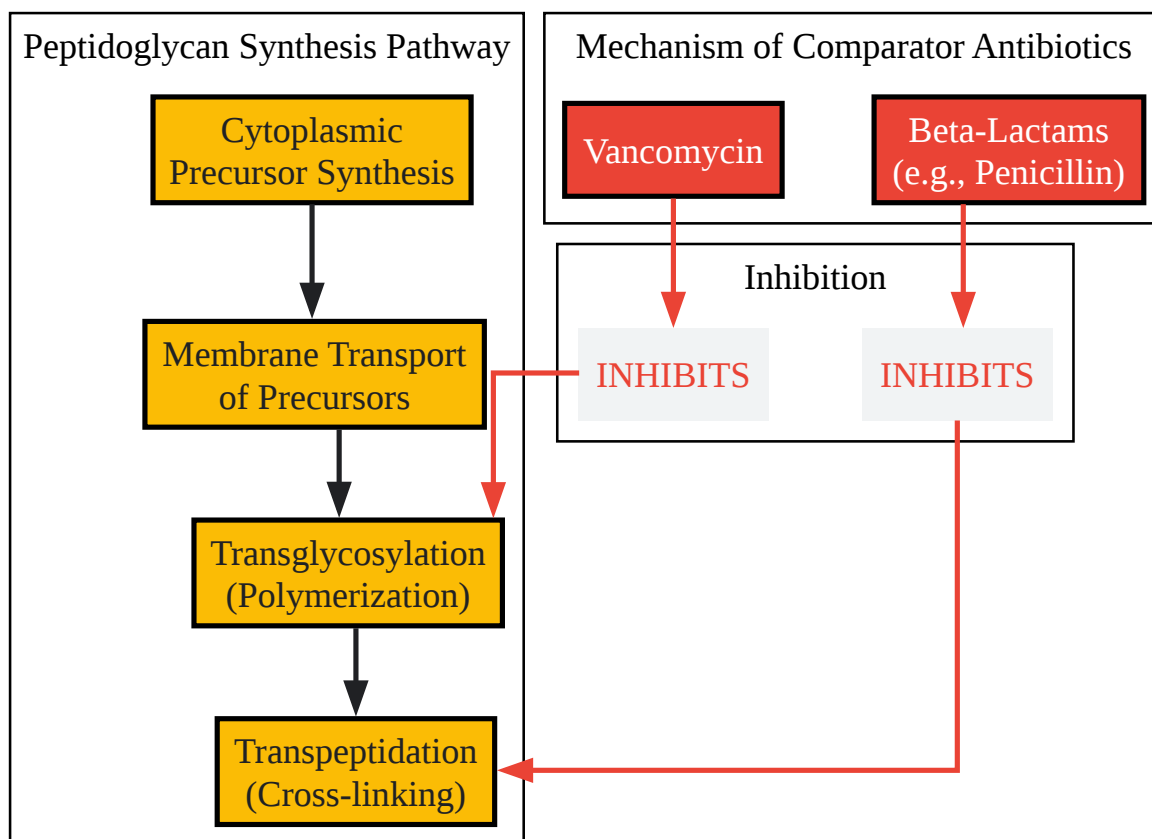 Peptidoglycan Synthesis Pathway
Cytoplasmic
Precursor Synthesis
Membrane Transport
of Precursors
Transglycosylation
(Polymerization)
Transpeptidation
(Cross-linking)
Mechanism of Comparator Antibiotics
Vancomycin
Beta-Lactams
(e.g., Penicillin)
Inhibition
INHIBITS
INHIBITS